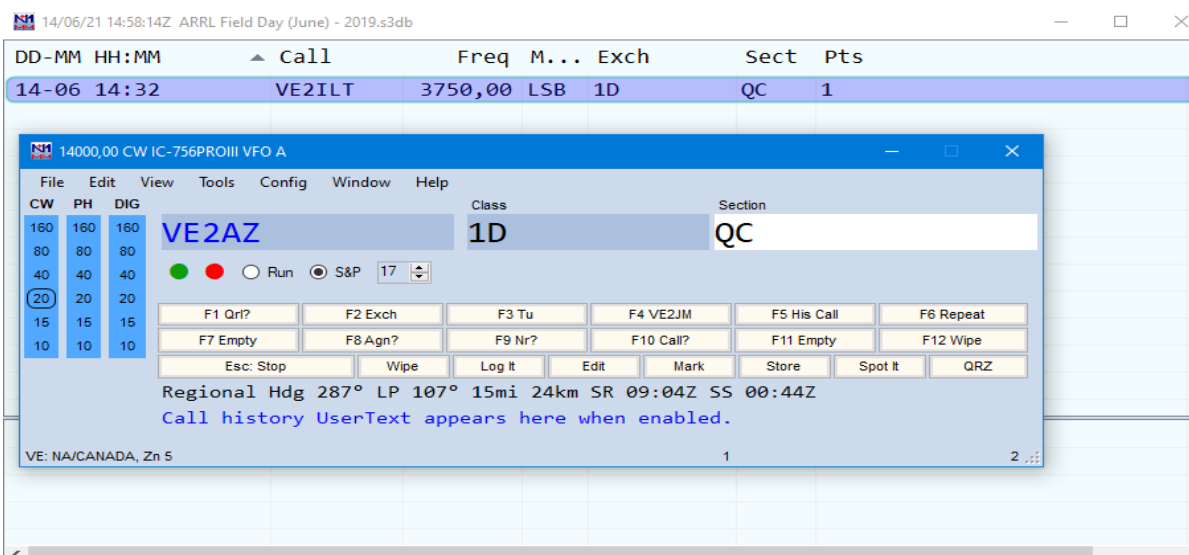 14/06/21 14:58:14Z ARRL Field Day (June) - 2019.s3db
DD-MM HH:MM Call Freq M... Exch Sect Pts
14-06 14:32 VE2ILT 3750,00 LSB 1D QC 1
14000,00 CW IC-756PROIII VFO A
File Edit View Tools Config Window Help
CW PH DIG Class Section
160 160 160 VE2AZ 1D QC
80 80 80
40 40 40 Run S&P 17
20 20 20
15 15 15 F1 Qrl? F2 Exch F3 Tu F4 VE2JM F5 His Call F6 Repeat
10 10 10 F7 Empty F8 Agn? F9 Nr? F10 Call? F11 Empty F12 Wipe
Esc: Stop Wipe Log It Edit Mark Store Spot It QRZ
Regional Hdg 287° LP 107° 15mi 24km SR 09:04Z SS 00:44Z
Call history UserText appears here when enabled.
VE: NA/CANADA, Zn 5 1 2